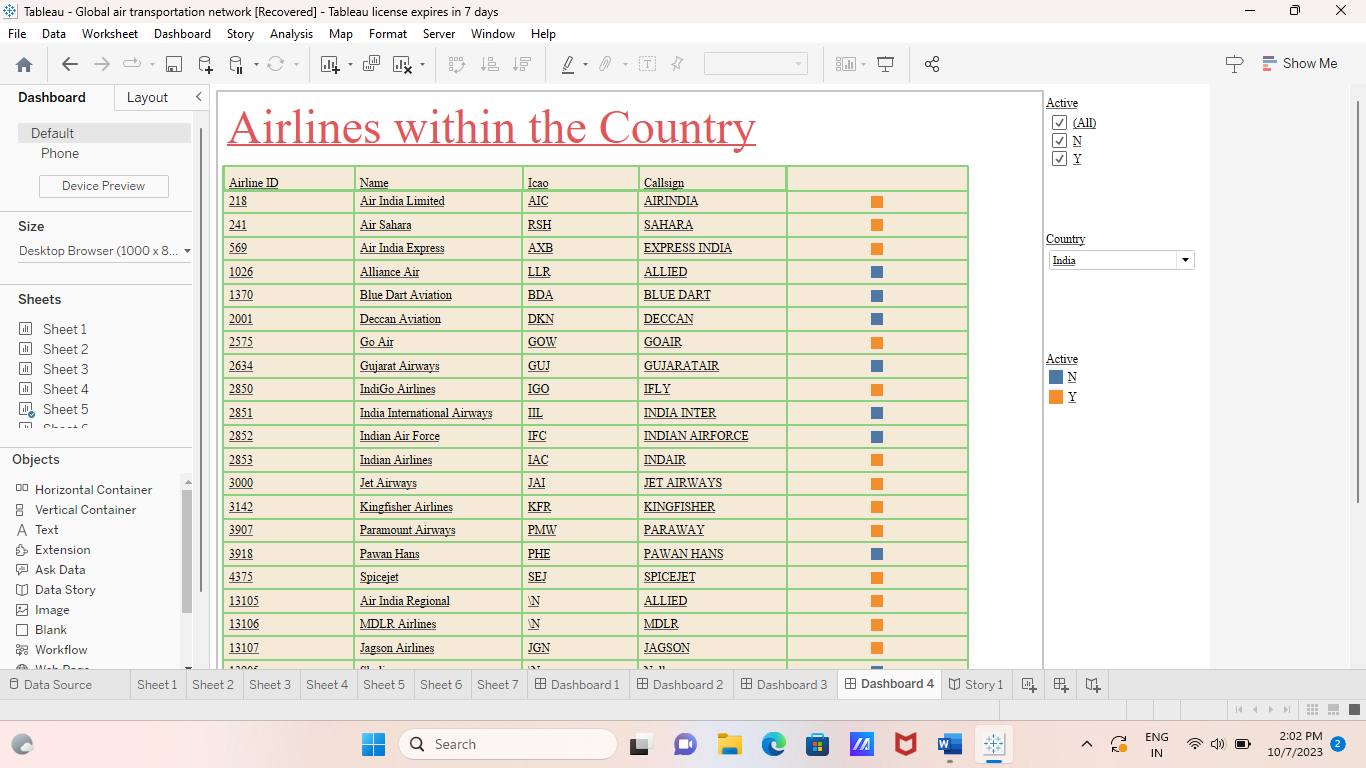 Tableau - Global air transportation network [Recovered] - Tableau license expires in 7 days
File Data Worksheet Dashboard Story Analysis Map Format Server Window Help
Show Me
Dashboard Layout
Default
Phone
Device Preview
Size
Desktop Browser (1000 x 8...
Sheets
Sheet 1
Sheet 2
Sheet 3
Sheet 4
Sheet 5
Objects
Horizontal Container
Vertical Container
Text
Extension
Ask Data
Data Story
Image
Blank
Workflow
Airlines within the Country
Airline ID Name Icao Callsign
218 Air India Limited AIC AIRINDIA
241 Air Sahara RSH SAHARA
569 Air India Express AXB EXPRESS INDIA
1026 Alliance Air LLR ALLIED
1370 Blue Dart Aviation BDA BLUE DART
2001 Deccan Aviation DKN DECCAN
2575 Go Air GOW GOAIR
2634 Gujarat Airways GUJ GUJARATAIR
2850 IndiGo Airlines IGO IFLY
2851 India International Airways IIL INDIA INTER
2852 Indian Air Force IFC INDIAN AIRFORCE
2853 Indian Airlines IAC INDAIR
3000 Jet Airways JAI JET AIRWAYS
3142 Kingfisher Airlines KFR KINGFISHER
3907 Paramount Airways PMW PARAWAY
3918 Pawan Hans PHE PAWAN HANS
4375 Spicejet SEJ SPICEJET
13105 Air India Regional \N ALLIED
13106 MDLR Airlines \N MDLR
13107 Jagson Airlines JGN JAGSON
Active
(All)
N
Y
Country
India
Active
N
Y
Data Source Sheet 1 Sheet 2 Sheet 3 Sheet 4 Sheet 5 Sheet 6 Sheet 7 Dashboard 1 Dashboard 2 Dashboard 3 Dashboard 4 Story 1
Search
ENG
IN
2:02 PM
10/7/2023
2